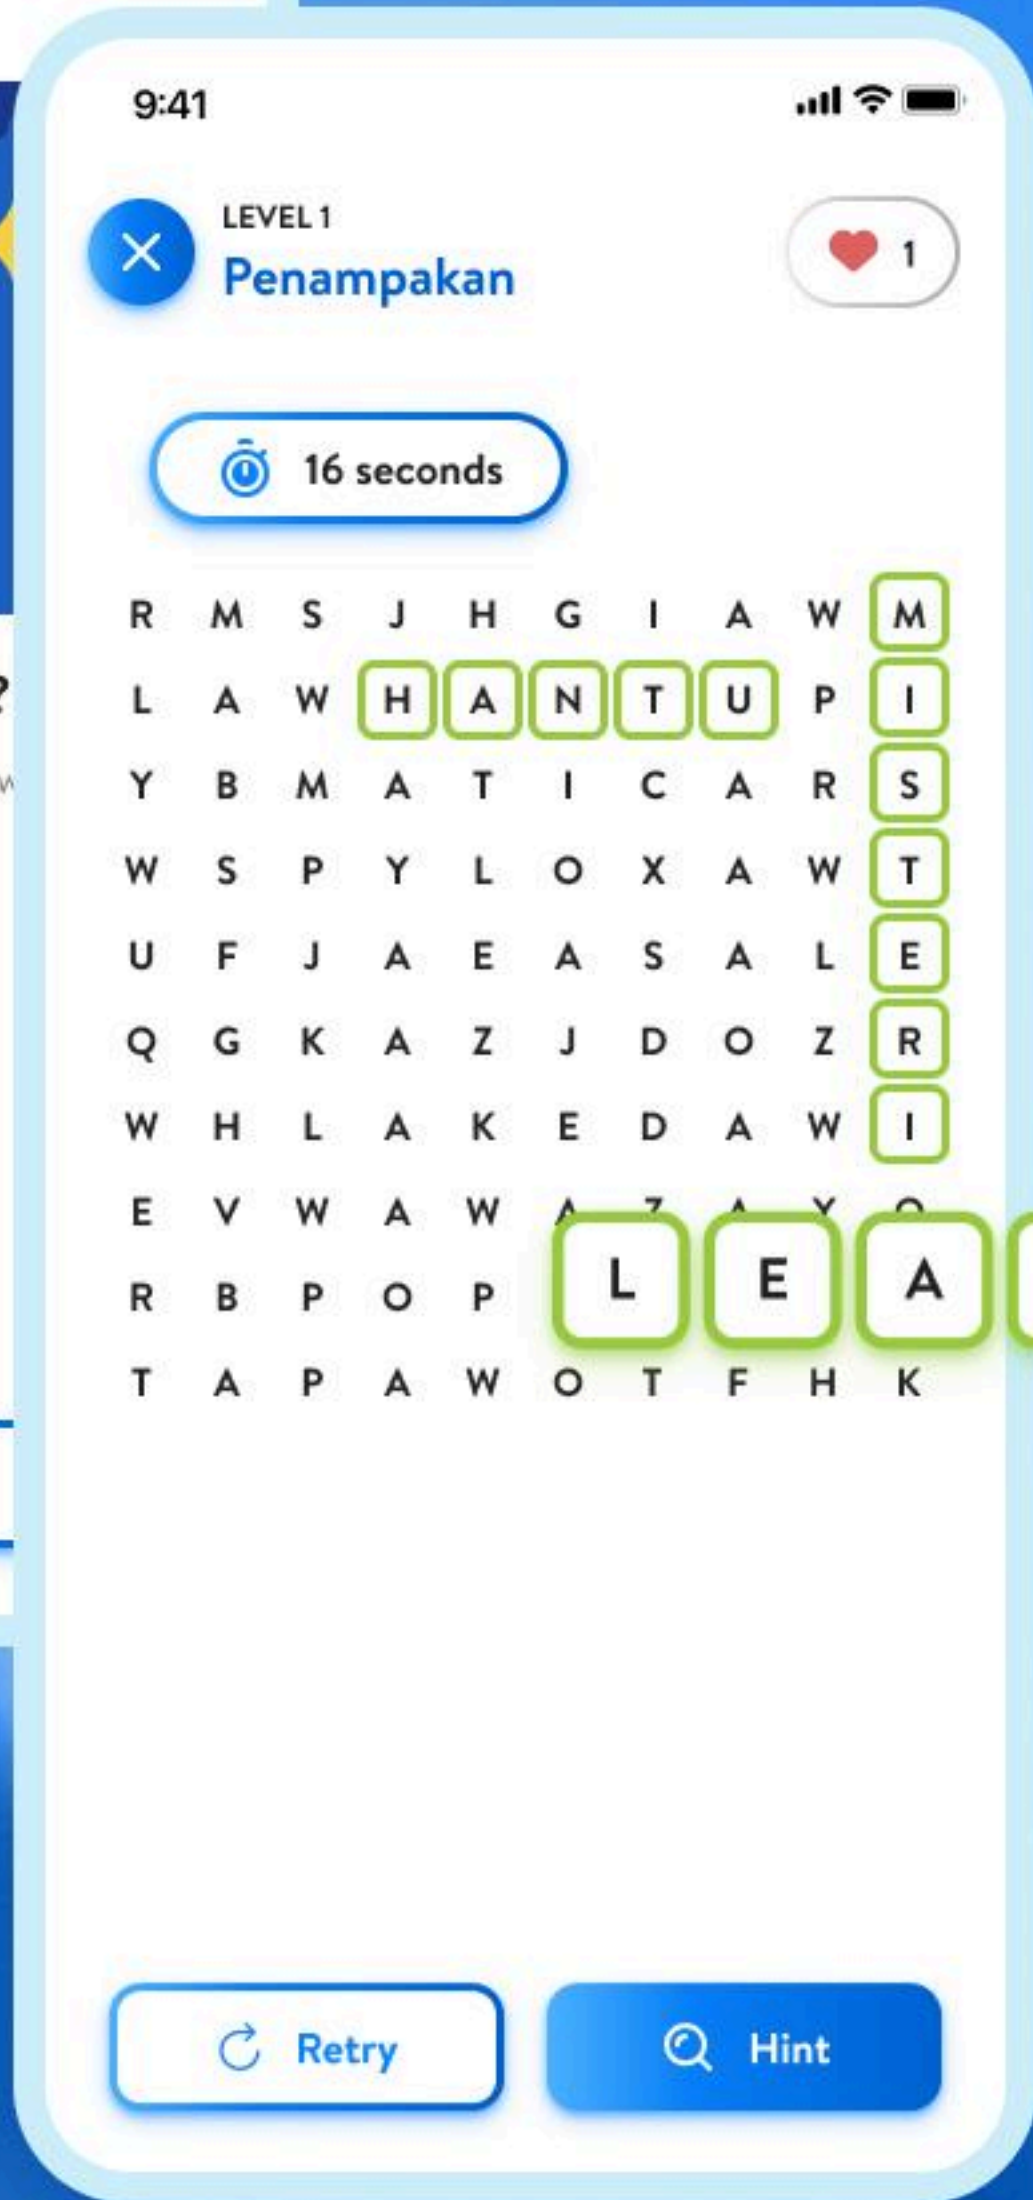 9:41
LEVEL 1
Penampakan
1
16 seconds
R M S J H G I A W M
L A W H A N T U P I
Y B M A T I C A R S
W S P Y L O X A W T
U F J A E A S A L E
Q G K A Z J D O Z R
W H L A K E D A W I
E V W A W A Z A Y
R B P O P
L E A
T A P A W O T F H K
Retry
Hint
?